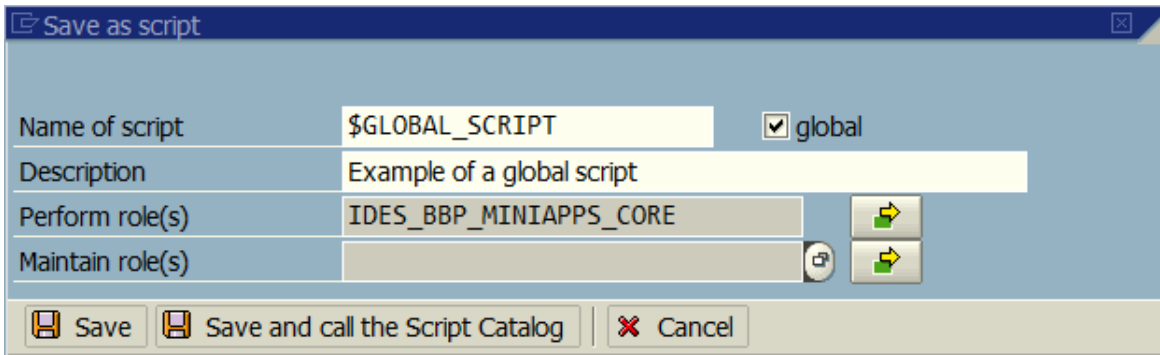 Save as script
Name of script $GLOBAL_SCRIPT global
Description Example of a global script
Perform role(s) IDES_BBP_MINIAPPS_CORE
Maintain role(s)
Save Save and call the Script Catalog Cancel